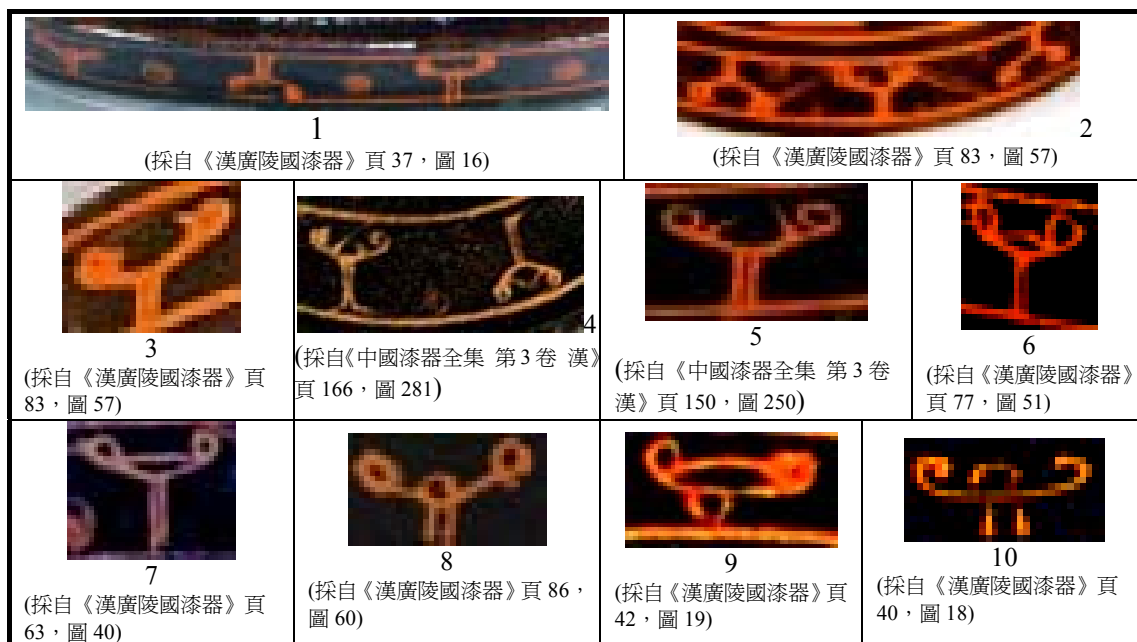 1
(採自《漢廣陵國漆器》頁 37，圖 16)
2
(採自《漢廣陵國漆器》頁 83，圖 57)
3
(採自《漢廣陵國漆器》頁
83，圖 57)
4
(採自《中國漆器全集 第 3 卷 漢》
頁 166，圖 281)
5
(採自《中國漆器全集 第 3 卷
漢》頁 150，圖 250)
6
(採自《漢廣陵國漆器》
頁 77，圖 51)
7
(採自《漢廣陵國漆器》頁
63，圖 40)
8
(採自《漢廣陵國漆器》頁 86，
圖 60)
9
(採自《漢廣陵國漆器》頁
42，圖 19)
10
(採自《漢廣陵國漆器》頁
40，圖 18)